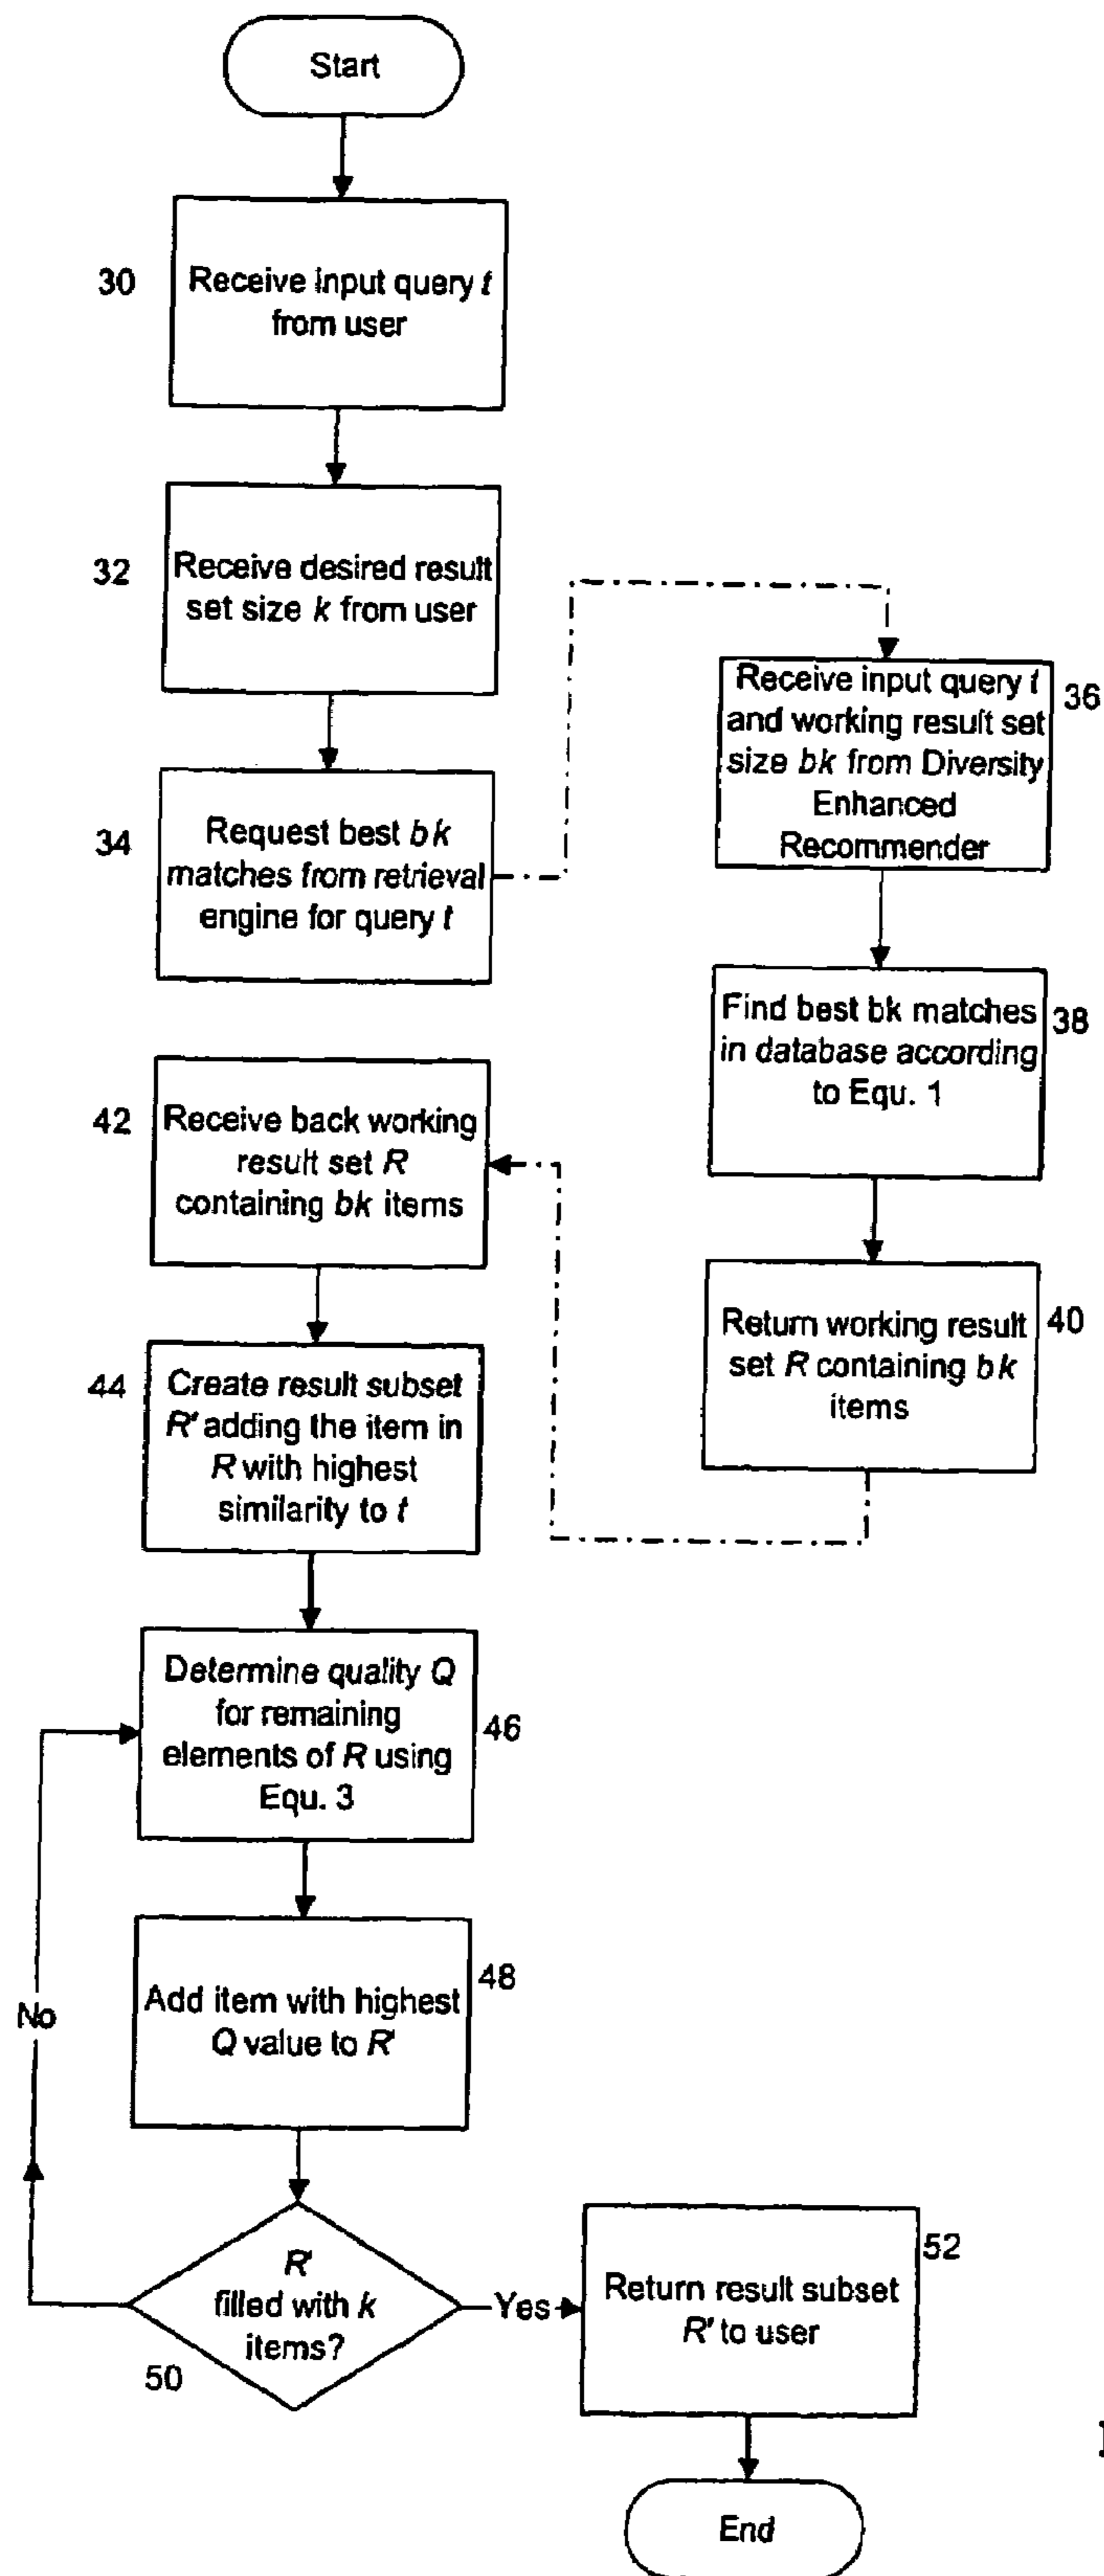 Start
30
Receive input query t
from user
32
Receive desired result
set size k from user
34
Request best bk
matches from retrieval
engine for query t
36
Receive input query t
and working result set
size bk from Diversity
Enhanced
Recommender
38
Find best bk matches
in database according
to Equ. 1
40
Return working result
set R containing bk
items
42
Receive back working
result set R
containing bk items
44
Create result subset
R' adding the item in
R with highest
similarity to t
46
Determine quality Q
for remaining
elements of R using
Equ. 3
48
Add item with highest
Q value to R'
No
R'
filled with k
items?
50
Yes
52
Return result subset
R' to user
End